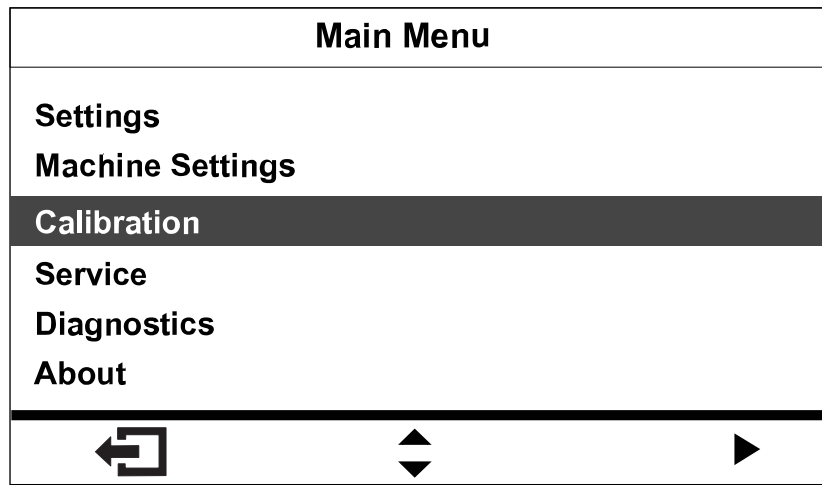 Main Menu
Settings
Machine Settings
Calibration
Service
Diagnostics
About